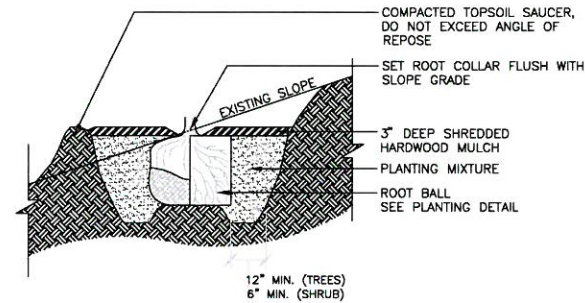 COMPACTED TOPSOIL SAUCER,
DO NOT EXCEED ANGLE OF
REPOSE
SET ROOT COLLAR FLUSH WITH
SLOPE GRADE
EXISTING SLOPE
3" DEEP SHREDDED
HARDWOOD MULCH
PLANTING MIXTURE
ROOT BALL
SEE PLANTING DETAIL
12" MIN. (TREES)
6" MIN. (SHRUB)